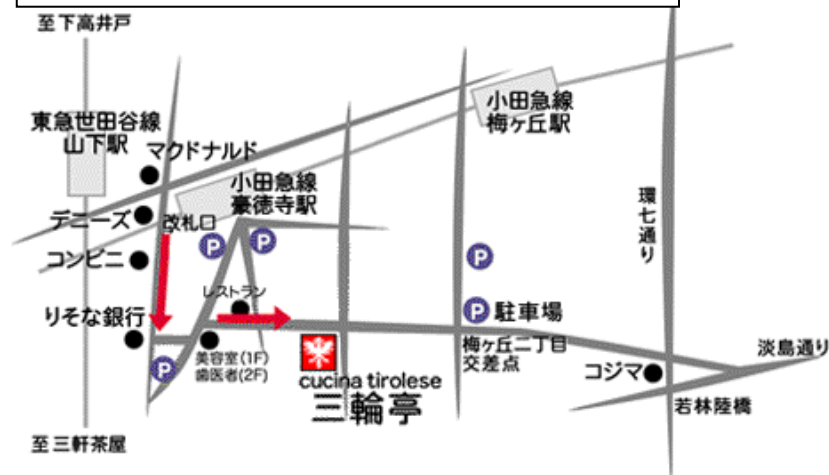 至下高井戸
東急世田谷線
山下駅
マクドナルド
小田急線
梅ヶ丘駅
小田急線
豪徳寺駅
デニーズ
改札口
P
P
環七通り
コンビニ
P
レストラン
りそな銀行
P 駐車場
美容室(1F)
歯医者(2F)
P
梅ヶ丘二丁目
交差点
淡島通り
コジマ
cucina tirolese
三輪亭
若林陸橋
至三軒茶屋